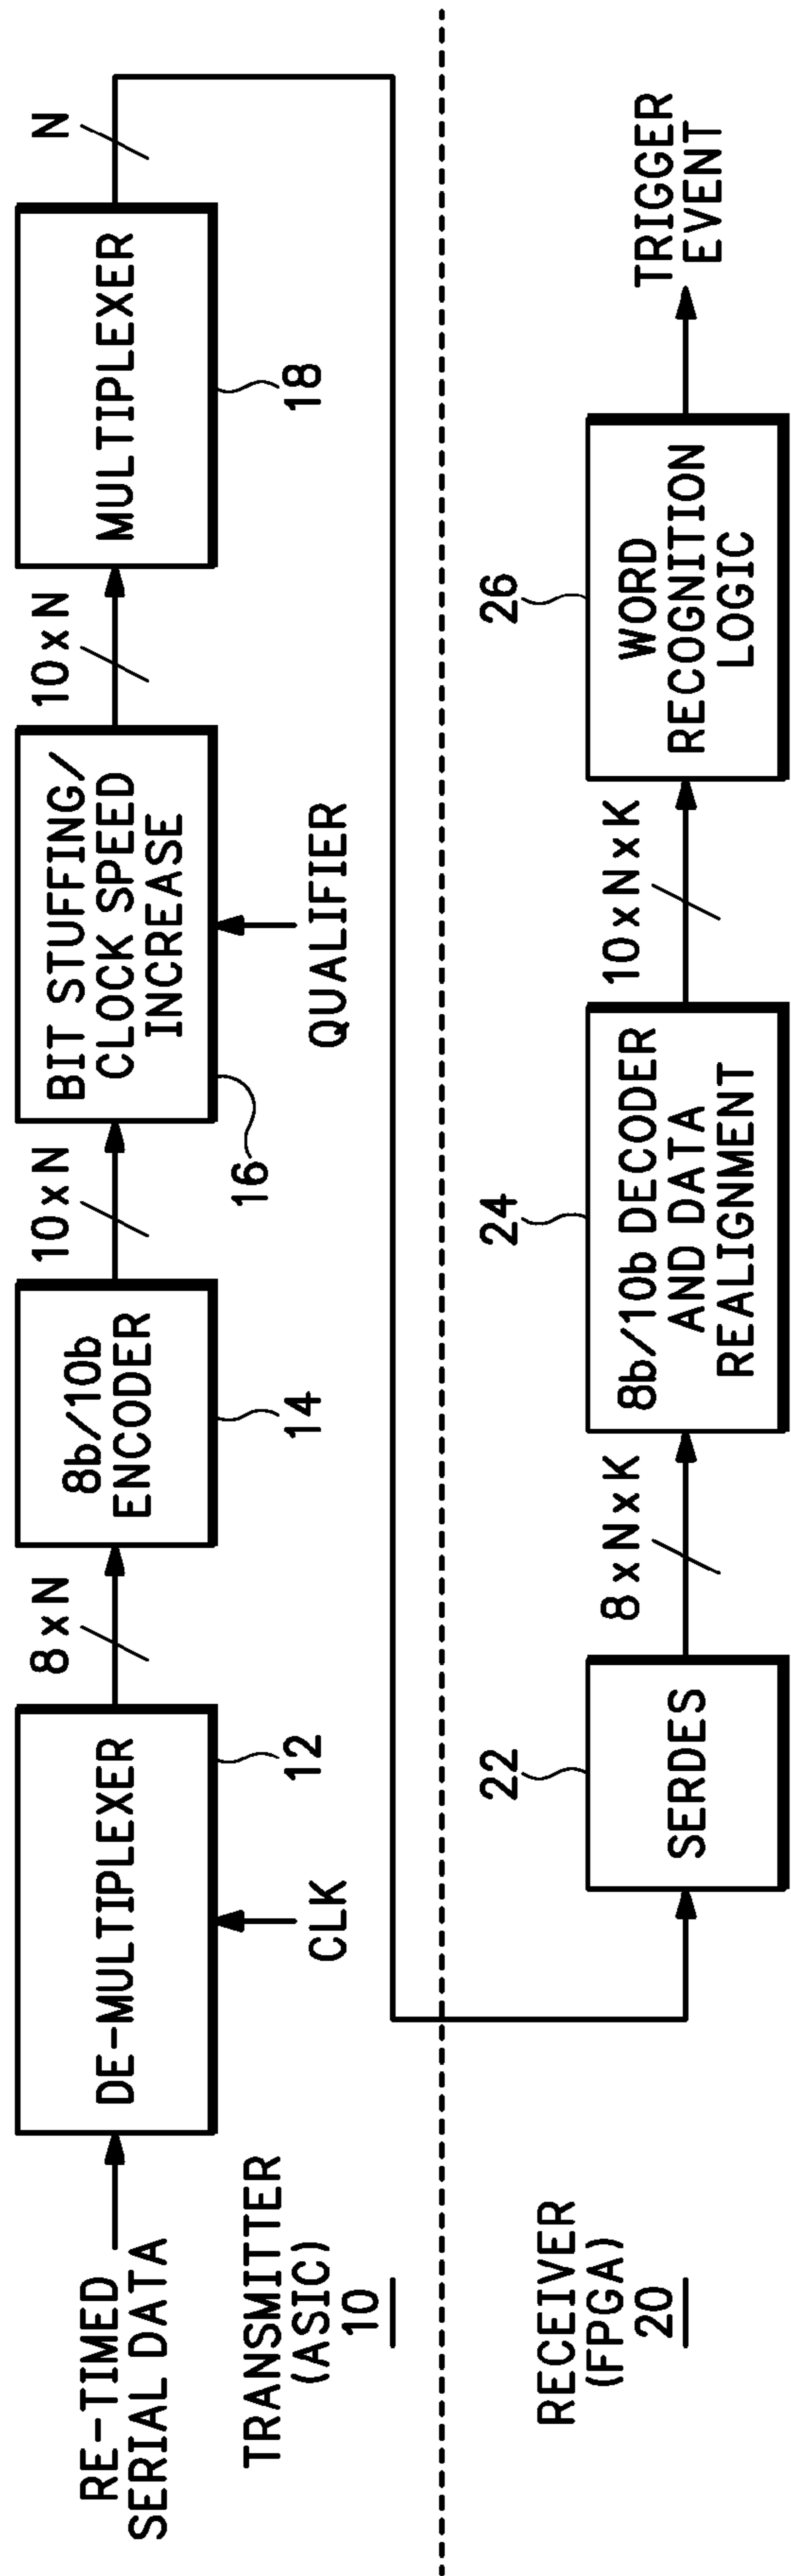 RE-TIMED
SERIAL DATA
DE-MULTIPLEXER
12
CLK
8 x N
8b/10b
ENCODER
14
10 x N
BIT STUFFING/
CLOCK SPEED
INCREASE
16
QUALIFIER
10 x N
MULTIPLEXER
18
N
TRANSMITTER
(ASIC)
10
RECEIVER
(FPGA)
20
22
SERDES
8 x N x K
24
8b/10b DECODER
AND DATA
REALIGNMENT
10 x N x K
26
WORD
RECOGNITION
LOGIC
TRIGGER
EVENT